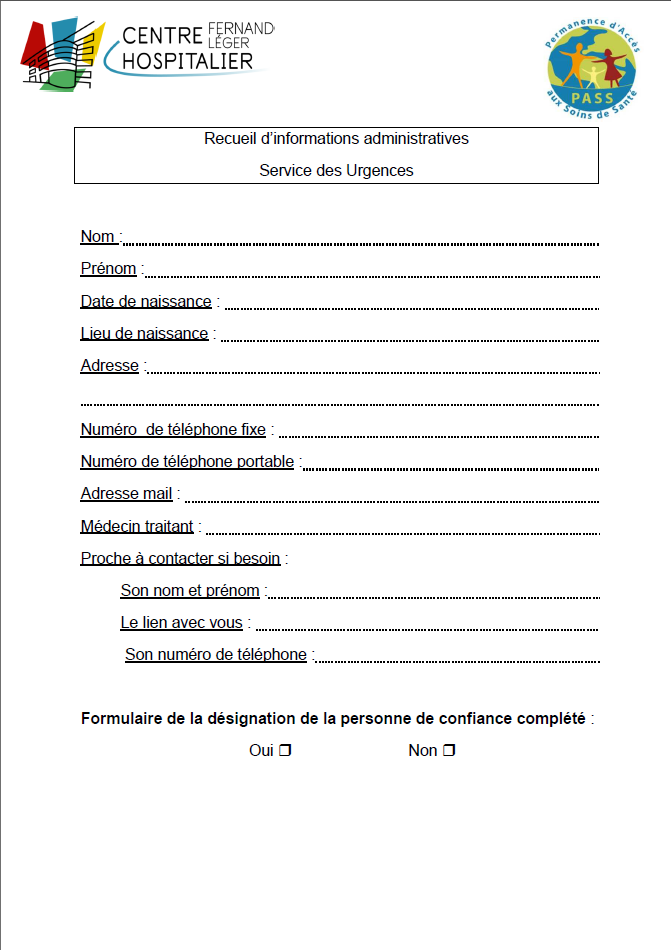 CENTRE FERNAND LÉGER
HOSPITALIER
Permanence d'Accès
PASS
aux Soins de Santé
Recueil d'informations administratives
Service des Urgences
Nom :
Prénom :
Date de naissance :
Lieu de naissance :
Adresse :
Numéro de téléphone fixe :
Numéro de téléphone portable :
Adresse mail :
Médecin traitant :
Proche à contacter si besoin :
Son nom et prénom :
Le lien avec vous :
Son numéro de téléphone :
Formulaire de la désignation de la personne de confiance complété :
Oui ❐ Non ❐